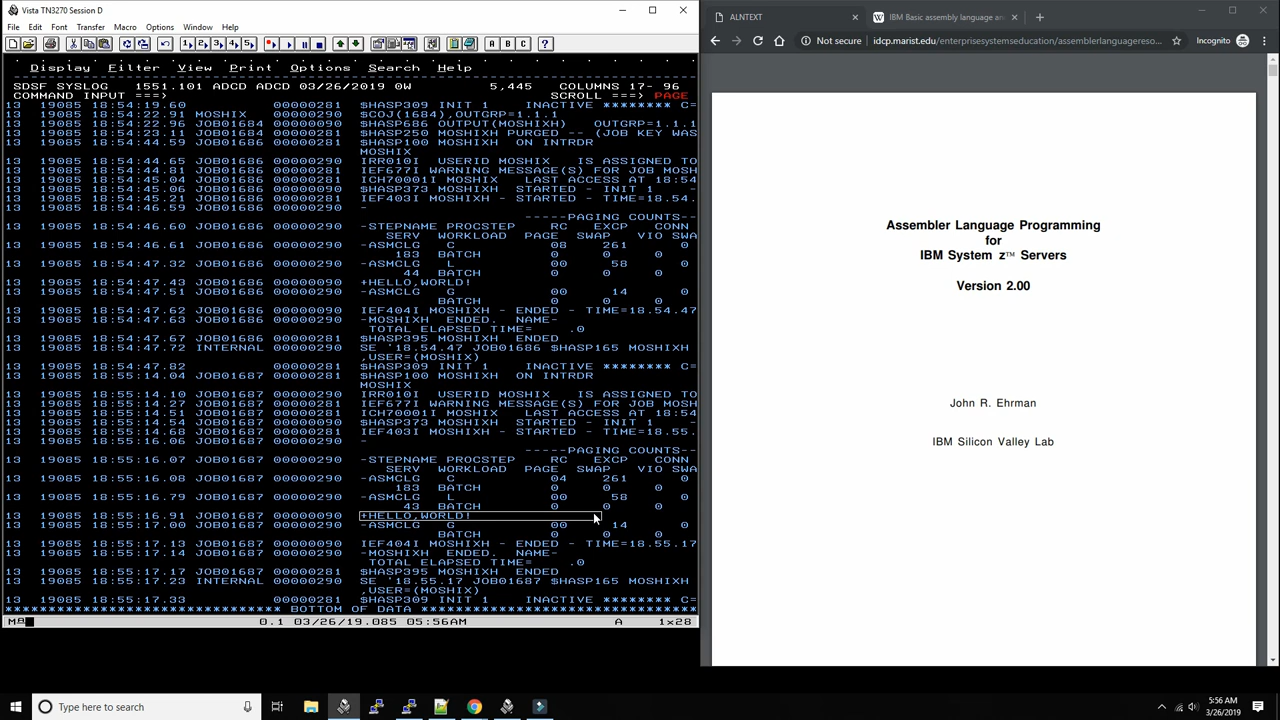 Vista TN3270 Session D
File Edit Font Transfer Macro Options Window Help
Display Filter View Print Options Search Help
SDSF SYSLOG 1551.101 ADCD ADCD 03/26/2019 0W 5,445 COLUMNS 17- 96
COMMAND INPUT ===> SCROLL ===> PAGE
13 19085 18:54:19.60 00000281 $HASP309 INIT 1 INACTIVE ******** C=
13 19085 18:54:22.91 MOSHIX 00000290 $COJ(1684),OUTGRP=1.1.1
13 19085 18:54:22.96 JOB01684 00000090 $HASP686 OUTPUT(MOSHIXH) OUTGRP=1.1.1
13 19085 18:54:23.11 JOB01684 00000281 $HASP250 MOSHIXH PURGED -- (JOB KEY WAS
13 19085 18:54:44.59 JOB01686 00000281 $HASP100 MOSHIXH ON INTRDR
MOSHIX
13 19085 18:54:44.65 JOB01686 00000290 IRR010I USERID MOSHIX IS ASSIGNED TO
13 19085 18:54:44.81 JOB01686 00000281 IEF677I WARNING MESSAGE(S) FOR JOB MOSH
13 19085 18:54:45.04 JOB01686 00000290 ICH70001I MOSHIX LAST ACCESS AT 18:54
13 19085 18:54:45.06 JOB01686 00000090 $HASP373 MOSHIXH STARTED - INIT 1 -
13 19085 18:54:45.21 JOB01686 00000281 IEF403I MOSHIXH - STARTED - TIME=18.54.
13 19085 18:54:46.59 JOB01686 00000290 -
-----PAGING COUNTS--
13 19085 18:54:46.60 JOB01686 00000290 -STEPNAME PROCSTEP RC EXCP CONN
SERV WORKLOAD PAGE SWAP VIO SWA
13 19085 18:54:46.61 JOB01686 00000290 -ASMCLG C 08 261 0
183 BATCH 0 0 0 0
13 19085 18:54:47.32 JOB01686 00000290 -ASMCLG L 00 58 0
44 BATCH 0 0 0 0
13 19085 18:54:47.43 JOB01686 00000090 +HELLO,WORLD!
13 19085 18:54:47.51 JOB01686 00000290 -ASMCLG G 00 14 0
BATCH 0 0 0 0
13 19085 18:54:47.62 JOB01686 00000290 IEF404I MOSHIXH - ENDED - TIME=18.54.47
13 19085 18:54:47.63 JOB01686 00000290 -MOSHIXH ENDED. NAME-
TOTAL ELAPSED TIME= .0
13 19085 18:54:47.67 JOB01686 00000090 $HASP395 MOSHIXH ENDED
13 19085 18:54:47.72 INTERNAL 00000290 SE '18.54.47 JOB01686 $HASP165 MOSHIXH
,USER=(MOSHIX)
13 19085 18:54:47.82 00000281 $HASP309 INIT 1 INACTIVE ******** C=
13 19085 18:55:14.04 JOB01687 00000281 $HASP100 MOSHIXH ON INTRDR
MOSHIX
13 19085 18:55:14.10 JOB01687 00000290 IRR010I USERID MOSHIX IS ASSIGNED TO
13 19085 18:55:14.27 JOB01687 00000281 IEF677I WARNING MESSAGE(S) FOR JOB MOSH
13 19085 18:55:14.51 JOB01687 00000281 ICH70001I MOSHIX LAST ACCESS AT 18:54
13 19085 18:55:14.54 JOB01687 00000281 $HASP373 MOSHIXH STARTED - INIT 1 -
13 19085 18:55:14.68 JOB01687 00000281 IEF403I MOSHIXH - STARTED - TIME=18.55.
13 19085 18:55:16.06 JOB01687 00000290 -
-----PAGING COUNTS--
13 19085 18:55:16.07 JOB01687 00000290 -STEPNAME PROCSTEP RC EXCP CONN
SERV WORKLOAD PAGE SWAP VIO SWA
13 19085 18:55:16.08 JOB01687 00000290 -ASMCLG C 04 261 0
183 BATCH 0 0 0 0
13 19085 18:55:16.79 JOB01687 00000290 -ASMCLG L 00 58 0
43 BATCH 0 0 0 0
13 19085 18:55:16.91 JOB01687 00000090 +HELLO,WORLD!
13 19085 18:55:17.00 JOB01687 00000290 -ASMCLG G 00 14 0
BATCH 0 0 0 0
13 19085 18:55:17.13 JOB01687 00000290 IEF404I MOSHIXH - ENDED - TIME=18.55.17
13 19085 18:55:17.14 JOB01687 00000290 -MOSHIXH ENDED. NAME-
TOTAL ELAPSED TIME= .0
13 19085 18:55:17.17 JOB01687 00000281 $HASP395 MOSHIXH ENDED
13 19085 18:55:17.23 INTERNAL 00000290 SE '18.55.17 JOB01687 $HASP165 MOSHIXH
,USER=(MOSHIX)
13 19085 18:55:17.33 00000281 $HASP309 INIT 1 INACTIVE ******** C=
****************************** BOTTOM OF DATA ******************************
0.1 03/26/19.085 05:56AM A 1x28
ALNTEXT
IBM Basic assembly language an
Not secure | idcp.marist.edu/enterprisesystemseducation/assemblerlanguagereso...
Incognito
Assembler Language Programming
for
IBM System z™ Servers
Version 2.00
John R. Ehrman
IBM Silicon Valley Lab
Type here to search
5:56 AM
3/26/2019